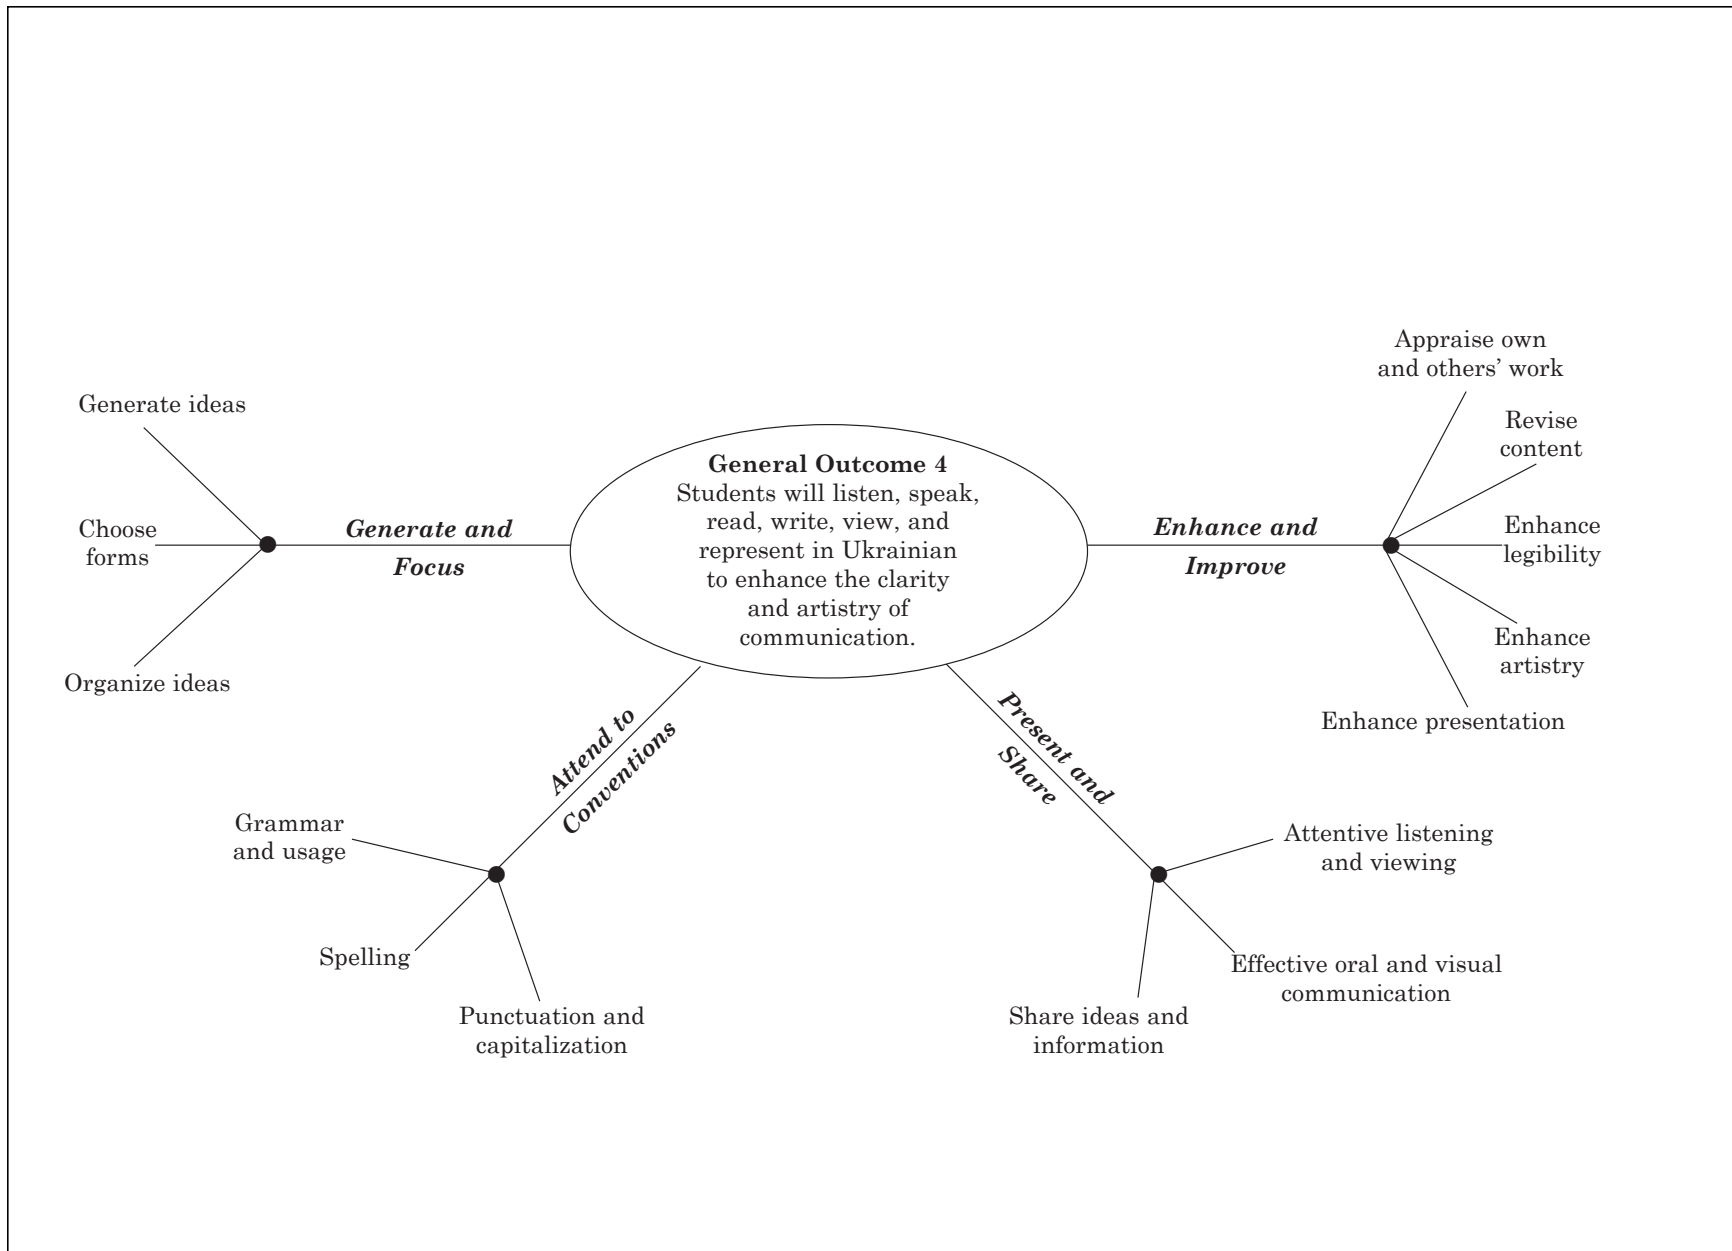 General Outcome 4
Students will listen, speak,
read, write, view, and
represent in Ukrainian
to enhance the clarity
and artistry of
communication.
Generate and
Focus
Generate ideas
Choose
forms
Organize ideas
Enhance and
Improve
Appraise own
and others’ work
Revise
content
Enhance
legibility
Enhance
artistry
Enhance presentation
Attend to
Conventions
Grammar
and usage
Spelling
Punctuation and
capitalization
Present and
Share
Attentive listening
and viewing
Effective oral and visual
communication
Share ideas and
information